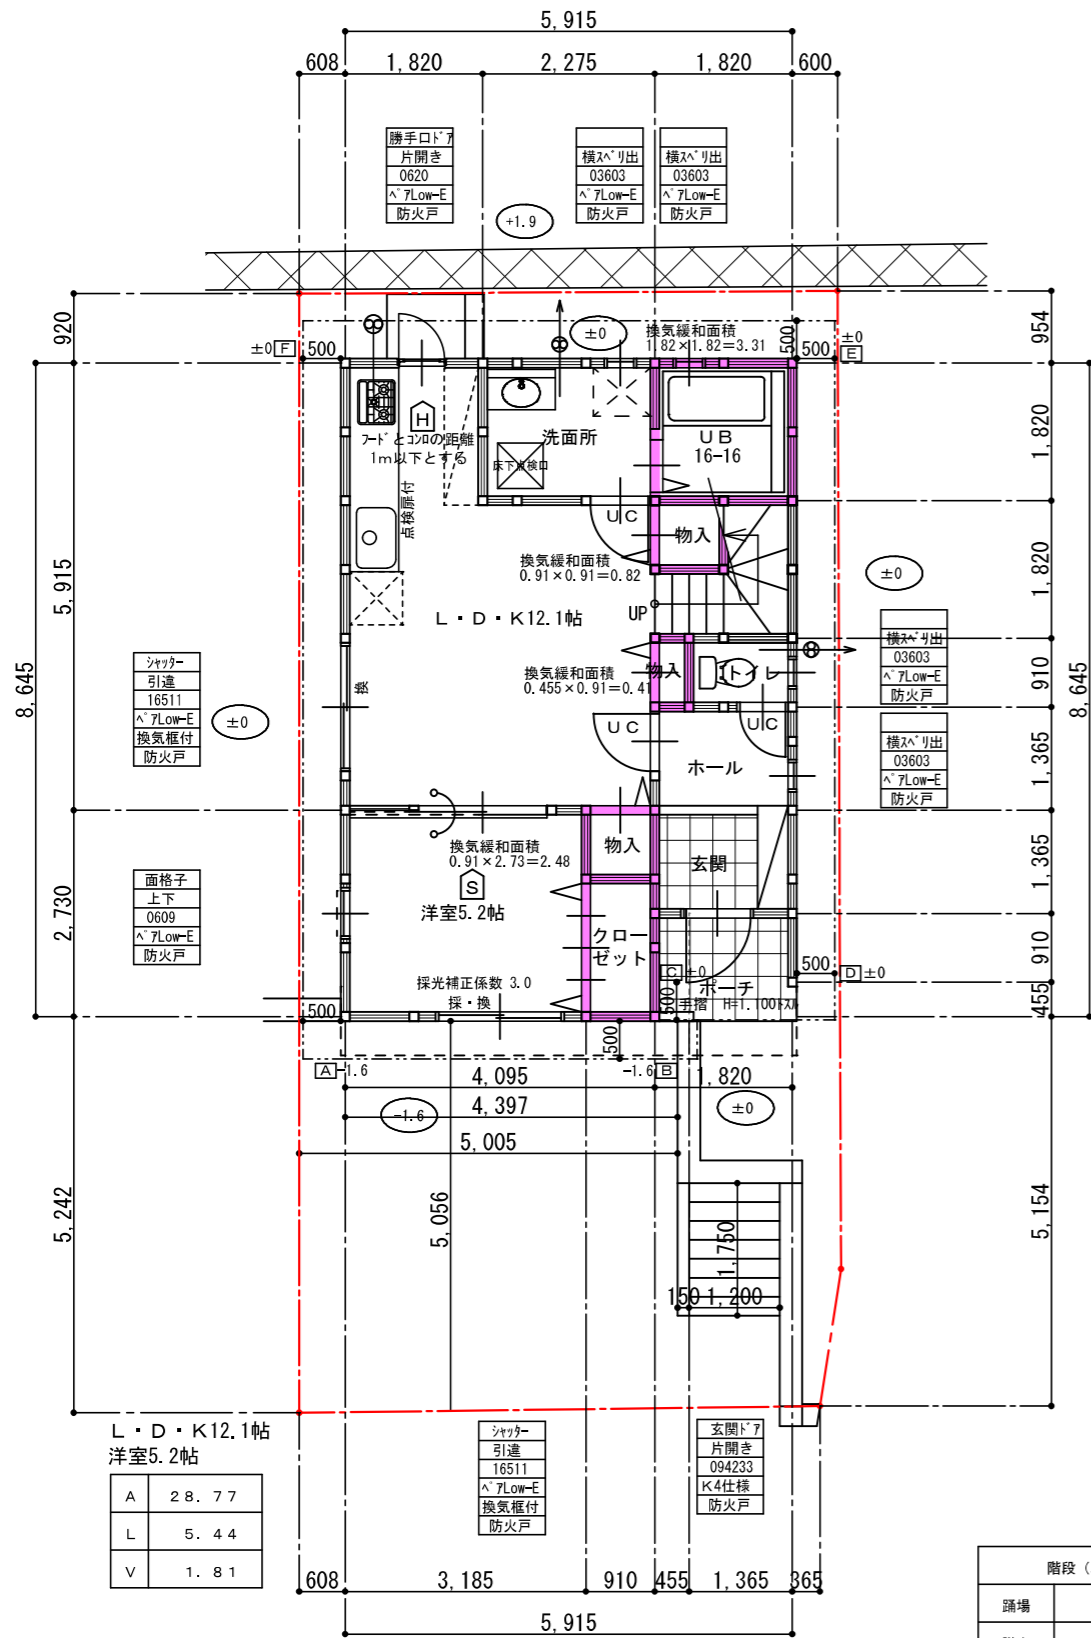 5,915
608 1,820 2,275 1,820 600
勝手口ドア
片開き
0620
ペアLow-E
防火戸
横スベリ出
03603
ペアLow-E
防火戸
横スベリ出
03603
ペアLow-E
防火戸
+1.9
920
954
±0 F 500
±0
換気緩和面積
1.82×1.82=3.31
500
500
±0
E
H
フードとコンロの距離
1m以下とする
点検扉付
洗面所
床下点検口
UB
16-16
1,820
UC
物入
換気緩和面積
0.91×0.91=0.82
UP
L・D・K12.1帖
±0
1,820
5,915
8,645
8,645
横スベリ出
03603
ペアLow-E
防火戸
シャッター
引違
16511
ペアLow-E
換気框付
防火戸
±0
換
換気緩和面積
0.455×0.91=0.41
物入
トイレ
910
UC
UC
ホール
横スベリ出
03603
ペアLow-E
防火戸
1,365
換気緩和面積
0.91×2.73=2.48
S
洋室5.2帖
物入
玄関
1,365
面格子
上下
0609
ペアLow-E
防火戸
2,730
クロー
ゼット
採光補正係数 3.0
採・換
C ±0
ポーチ
手摺 H=1.100
500 D ±0
910
455
500
500
500
A -1.6
-1.6 B
4,095 1,820
-1.6
4,397
±0
5,005
5,242
5,056
5,154
1,750
150 1,200
L・D・K12.1帖
洋室5.2帖
A 28.77
L 5.44
V 1.81
シャッター
引違
16511
ペアLow-E
換気框付
防火戸
玄関ドア
片開き
094233
K4仕様
防火戸
608 3,185 910 455 1,365 365
5,915
階段（
踊場